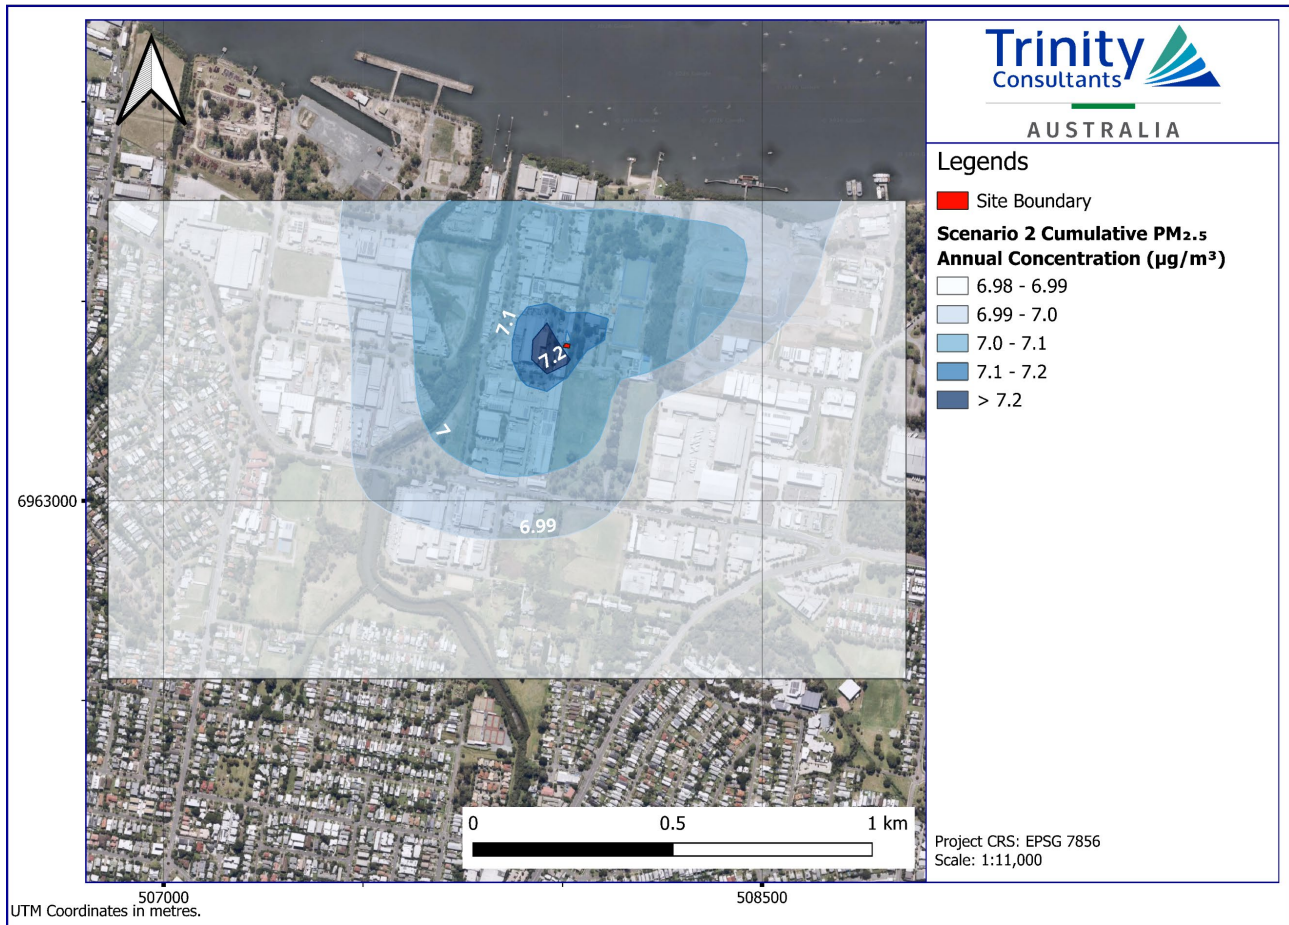 Trinity
Consultants
AUSTRALIA
Legends
Site Boundary
Scenario 2 Cumulative PM₂.₅
Annual Concentration (µg/m³)
6.98 - 6.99
6.99 - 7.0
7.0 - 7.1
7.1 - 7.2
> 7.2
7.1
7.2
7
6.99
6963000
0 0.5 1 km
Project CRS: EPSG 7856
Scale: 1:11,000
507000 508500
UTM Coordinates in metres.